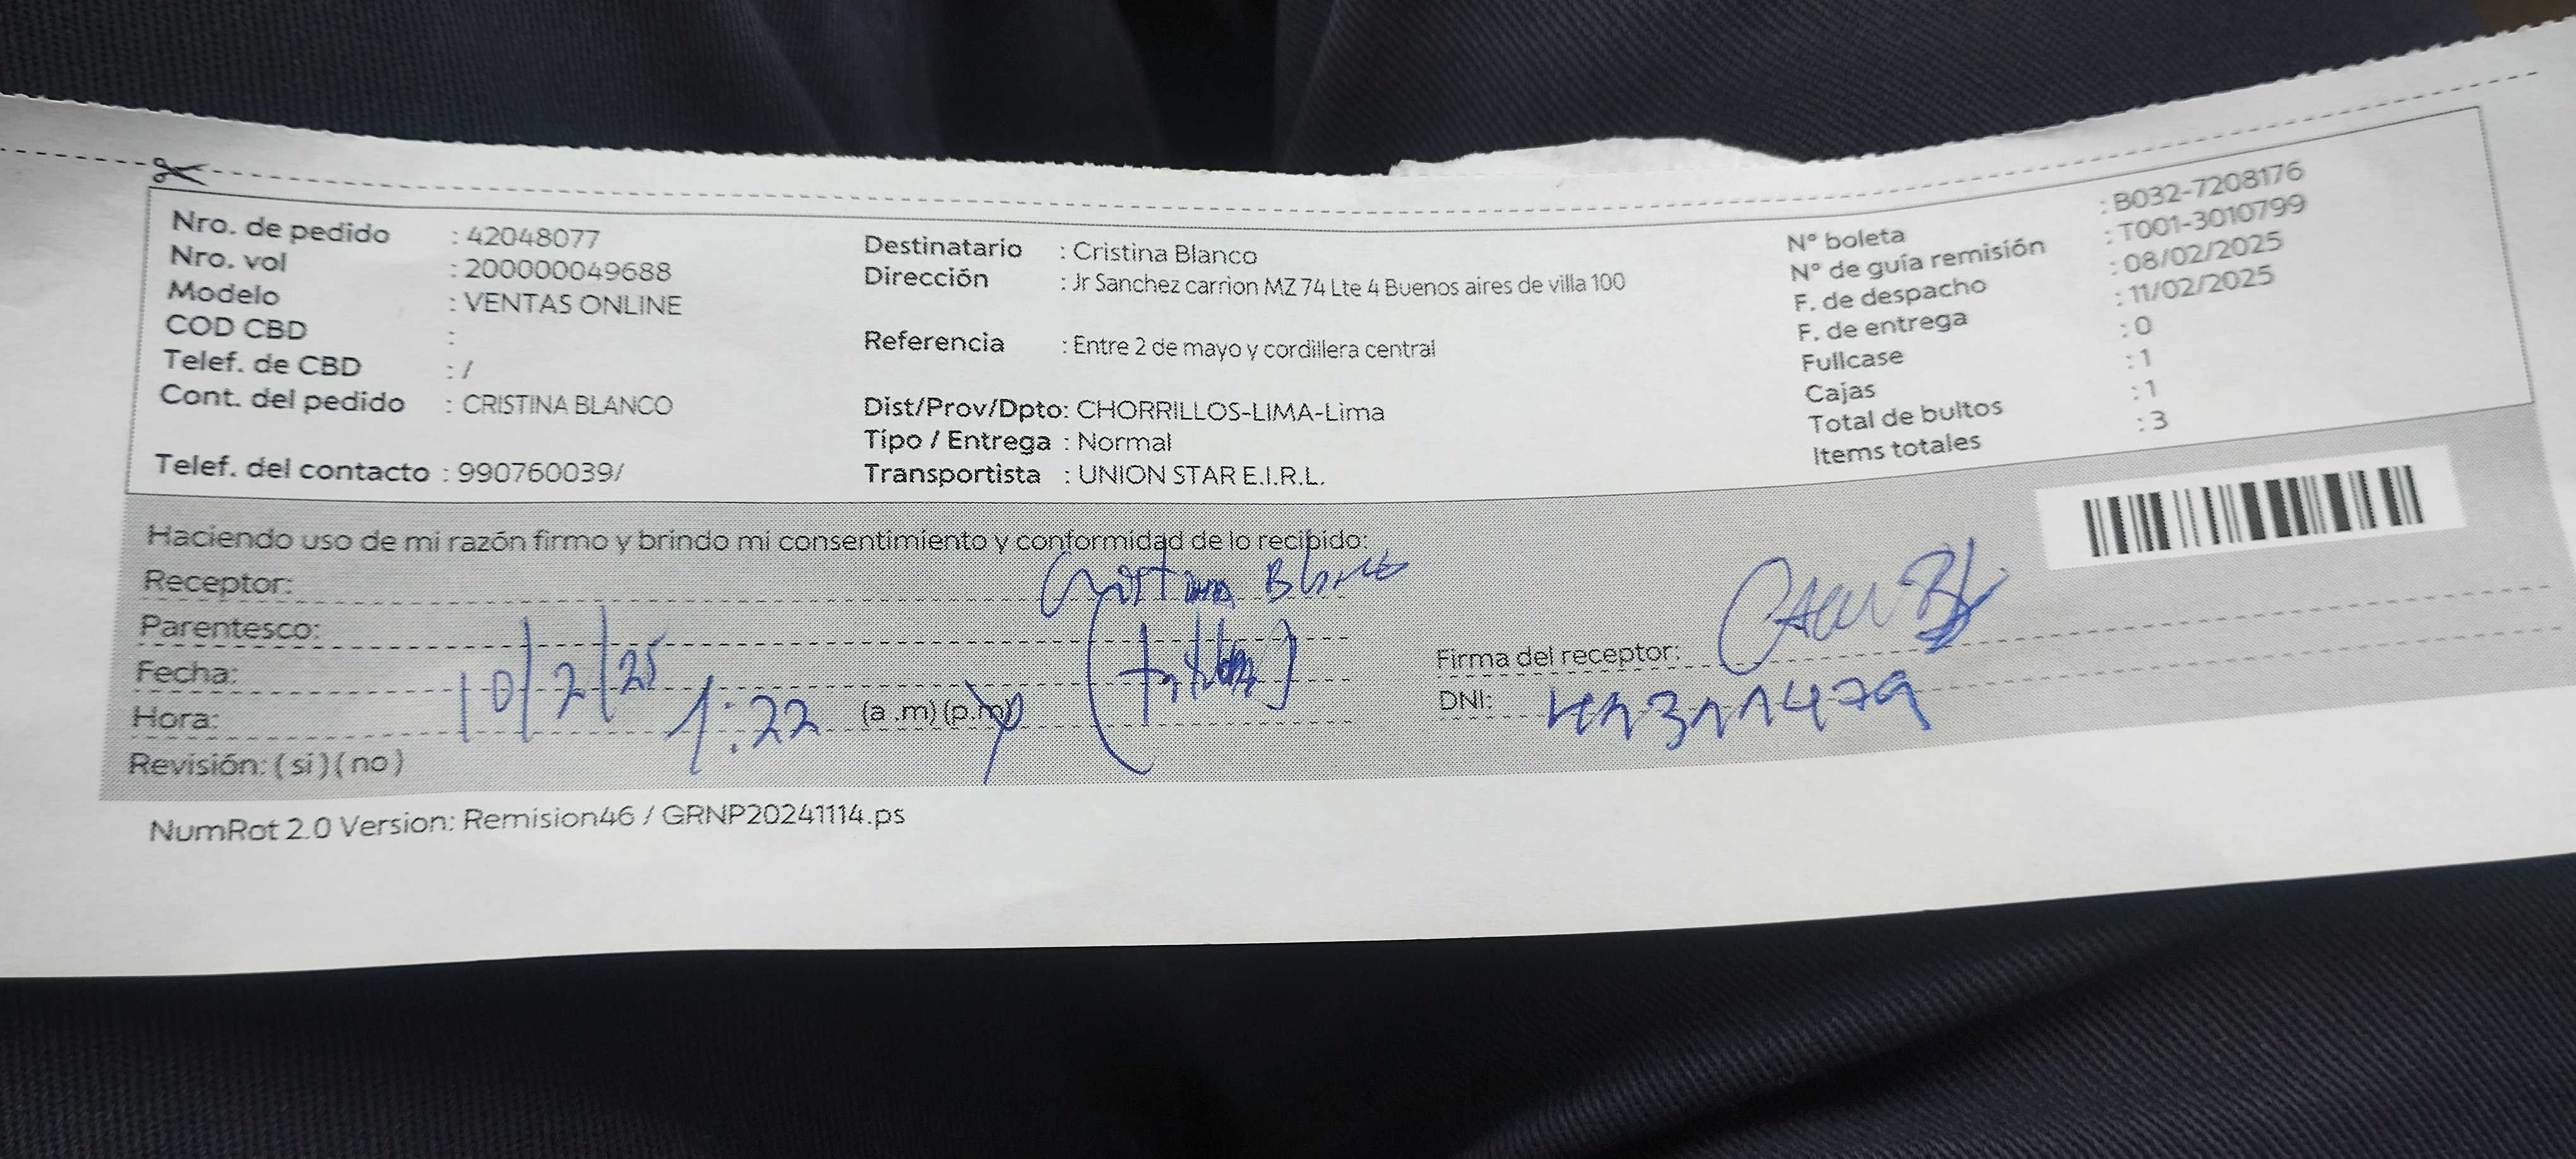 Nro. de pedido : 42048077
Nro. vol : 200000049688
Modelo : VENTAS ONLINE
COD CBD :
Telef. de CBD : /
Cont. del pedido : CRISTINA BLANCO
Telef. del contacto : 990760039/
Destinatario : Cristina Blanco
Dirección : Jr Sanchez carrion MZ 74 Lte 4 Buenos aires de villa 100
Referencia : Entre 2 de mayo y cordillera central
Dist/Prov/Dpto: CHORRILLOS-LIMA-Lima
Tipo / Entrega : Normal
Transportista : UNION STAR E.I.R.L.
N° boleta : B032-7208176
N° de guía remisión : T001-3010799
F. de despacho : 08/02/2025
F. de entrega : 11/02/2025
Fullcase : 0
Cajas : 1
Total de bultos : 1
Items totales : 3
Haciendo uso de mi razón firmo y brindo mi consentimiento y conformidad de lo recibido:
Receptor: Cristina Blanco
Parentesco:
Fecha: 10/2/25
Hora: 1:22 (a .m) (p.m)
Revisión: ( si ) ( no )
Firma del receptor:
DNI: 41311479
NumRot 2.0 Version: Remision46 / GRNP20241114.ps